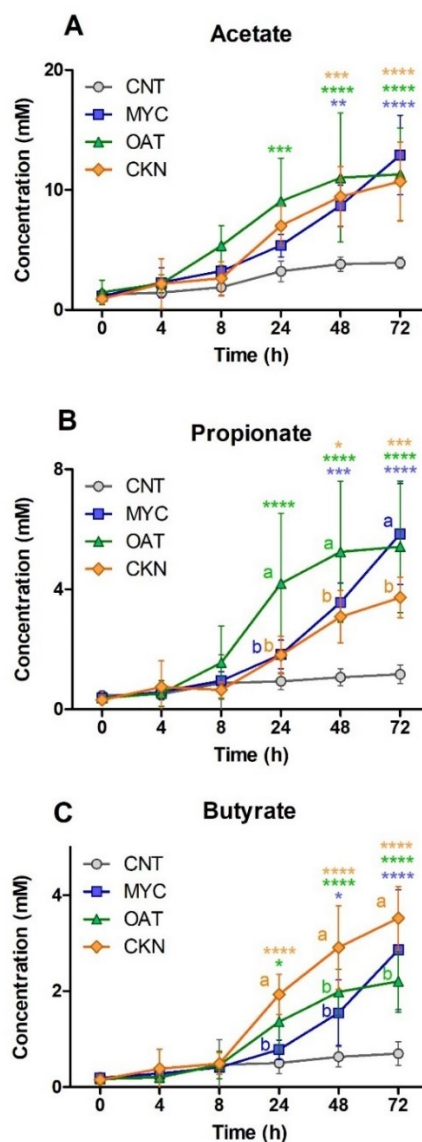 A
Acetate
Concentration (mM)
20
10
0
CNT
MYC
OAT
CKN
***
***
****
**
****
****
****
0 4 8 24 48 72
Time (h)
B
Propionate
Concentration (mM)
8
4
0
CNT
MYC
OAT
CKN
****
*
****
***
***
****
****
a
b b
a
b
a
b
0 4 8 24 48 72
Time (h)
C
Butyrate
Concentration (mM)
4
2
0
CNT
MYC
OAT
CKN
****
*
****
****
*
****
****
****
a
b
a
b
b
a
b
0 4 8 24 48 72
Time (h)